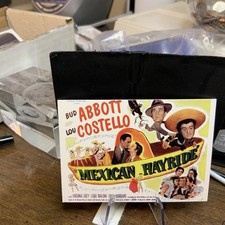 BUD ABBOTT
LOU COSTELLO
MEXICAN HAYRIDE